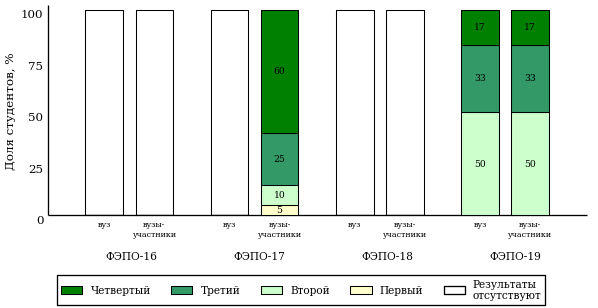 Доля студентов, %
100
75
50
25
0
60
25
10
5
17
33
50
17
33
50
вуз
вузы-
участники
вуз
вузы-
участники
вуз
вузы-
участники
вуз
вузы-
участники
ФЭПО-16
ФЭПО-17
ФЭПО-18
ФЭПО-19
Четвертый
Третий
Второй
Первый
Результаты
отсутствуют